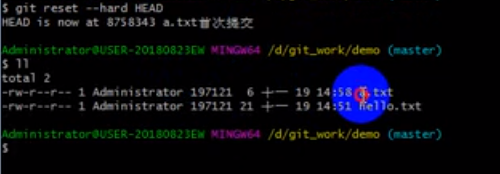 $ git reset --hard HEAD
HEAD is now at 8758343 a.txt首次提交
Administrator@USER-20180823EW MINGW64 /d/git_work/demo (master)
$ ll
total 2
-rw-r--r-- 1 Administrator 197121 6 十一 19 14:58 a.txt
-rw-r--r-- 1 Administrator 197121 21 十一 19 14:51 hello.txt
Administrator@USER-20180823EW MINGW64 /d/git_work/demo (master)
$